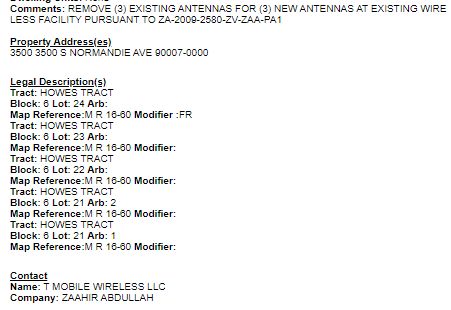 Comments: REMOVE (3) EXISTING ANTENNAS FOR (3) NEW ANTENNAS AT EXISTING WIRE
LESS FACILITY PURSUANT TO ZA-2009-2580-ZV-ZAA-PA1
Property Address(es)
3500 3500 S NORMANDIE AVE 90007-0000
Legal Description(s)
Tract: HOWES TRACT
Block: 6 Lot: 24 Arb:
Map Reference:M R 16-60 Modifier :FR
Tract: HOWES TRACT
Block: 6 Lot: 23 Arb:
Map Reference:M R 16-60 Modifier:
Tract: HOWES TRACT
Block: 6 Lot: 22 Arb:
Map Reference:M R 16-60 Modifier:
Tract: HOWES TRACT
Block: 6 Lot: 21 Arb: 2
Map Reference:M R 16-60 Modifier:
Tract: HOWES TRACT
Block: 6 Lot: 21 Arb: 1
Map Reference:M R 16-60 Modifier:
Contact
Name: T MOBILE WIRELESS LLC
Company: ZAAHIR ABDULLAH